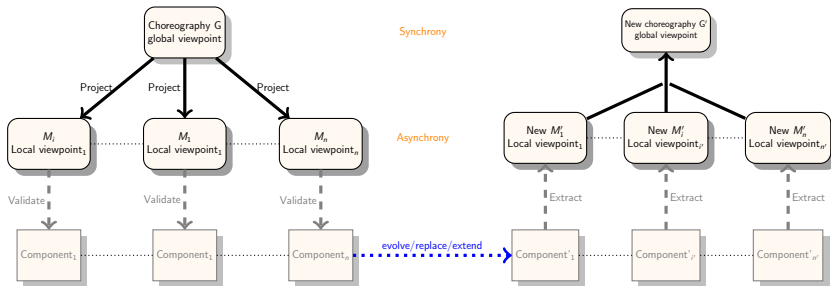 Choreography G
global viewpoint
Synchrony
New choreography G′
global viewpoint
Project
Project
Project
M_i
Local viewpoint_1
M_1
Local viewpoint_1
M_n
Local viewpoint_n
Asynchrony
New M′_1
Local viewpoint_1
New M′_i
Local viewpoint_i′
New M′_n
Local viewpoint_n′
Validate
Validate
Validate
Extract
Extract
Extract
Component_1
Component_1
Component_n
evolve/replace/extend
Component'_1
Component'_i′
Component'_n′